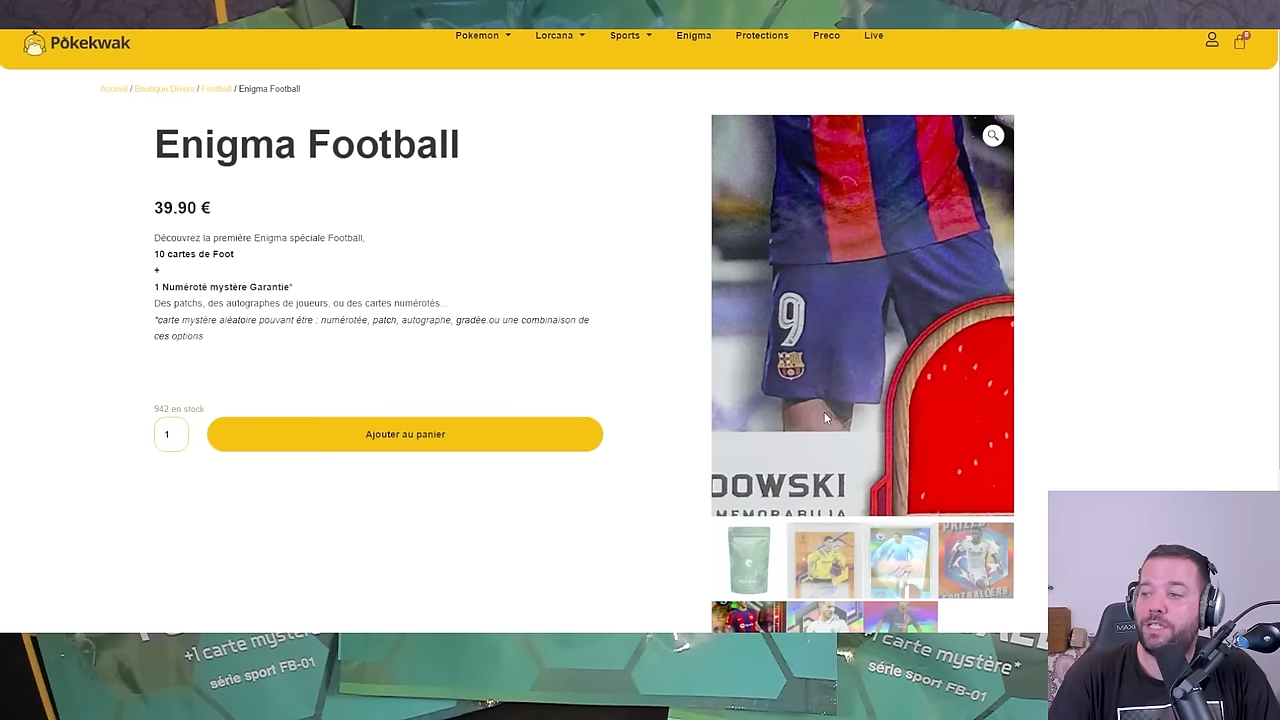 Pökekwak
Pokemon
Lorcana
Sports
Enigma
Protections
Preco
Live
Accueil / Boutique Divers / Football / Enigma Football
Enigma Football
39.90 €
Découvrez la première Enigma spéciale Football,
10 cartes de Foot
+
1 Numéroté mystère Garantie*
Des patchs, des autographes de joueurs, ou des cartes numérotés...
*carte mystère aléatoire pouvant être : numérotée, patch, autographe, gradée.ou une combinaison de
ces options
942 en stock
1
Ajouter au panier
9
DOWSKI
MEMORABILIA
+1 carte mystère
série sport FB-01
+1 carte mystère*
série sport FB-01